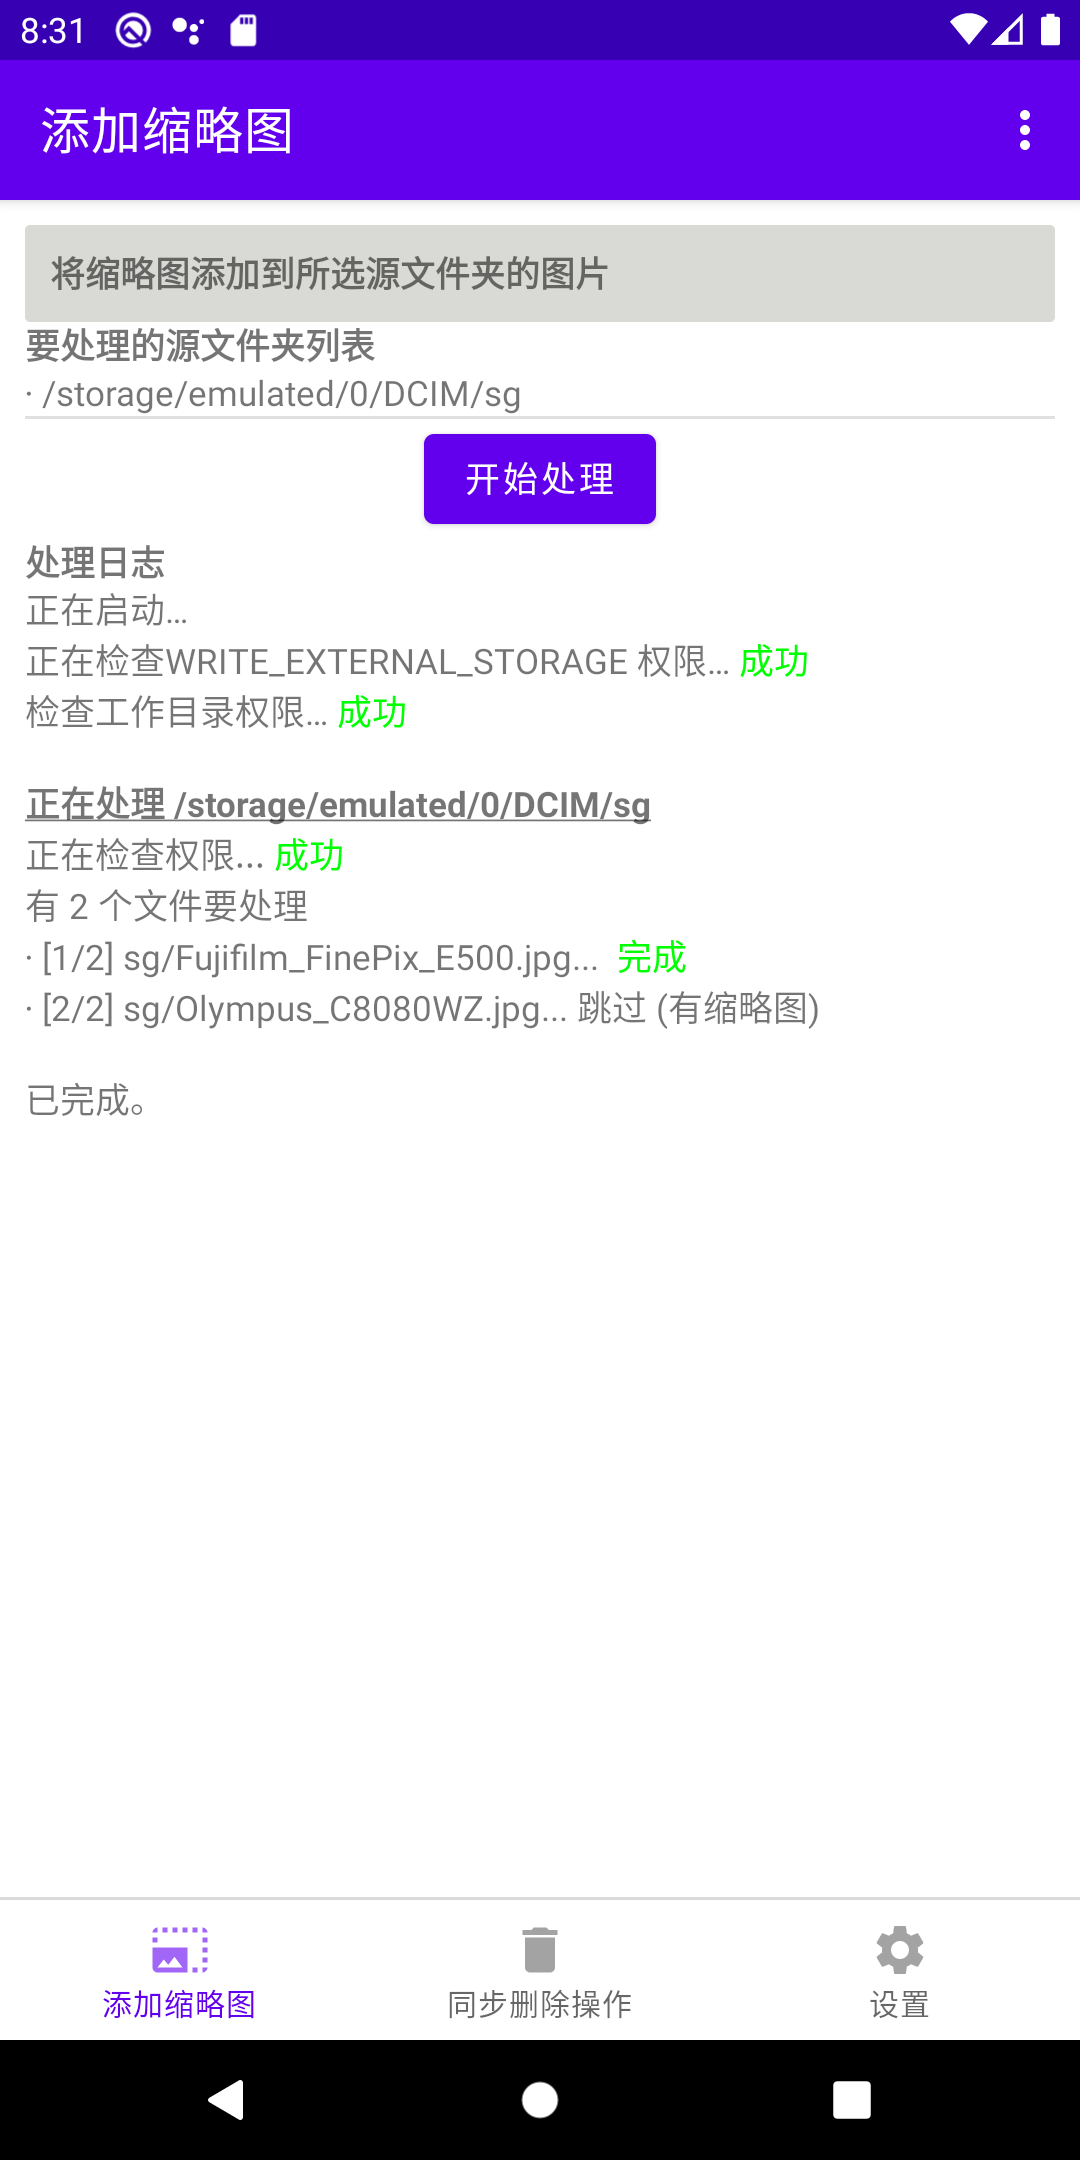 8:31
添加缩略图
将缩略图添加到所选源文件夹的图片
要处理的源文件夹列表
· /storage/emulated/0/DCIM/sg
开始处理
处理日志
正在启动…
正在检查WRITE_EXTERNAL_STORAGE 权限… 成功
检查工作目录权限… 成功
正在处理 /storage/emulated/0/DCIM/sg
正在检查权限... 成功
有 2 个文件要处理
· [1/2] sg/Fujifilm_FinePix_E500.jpg... 完成
· [2/2] sg/Olympus_C8080WZ.jpg... 跳过 (有缩略图)
已完成。
添加缩略图
同步删除操作
设置